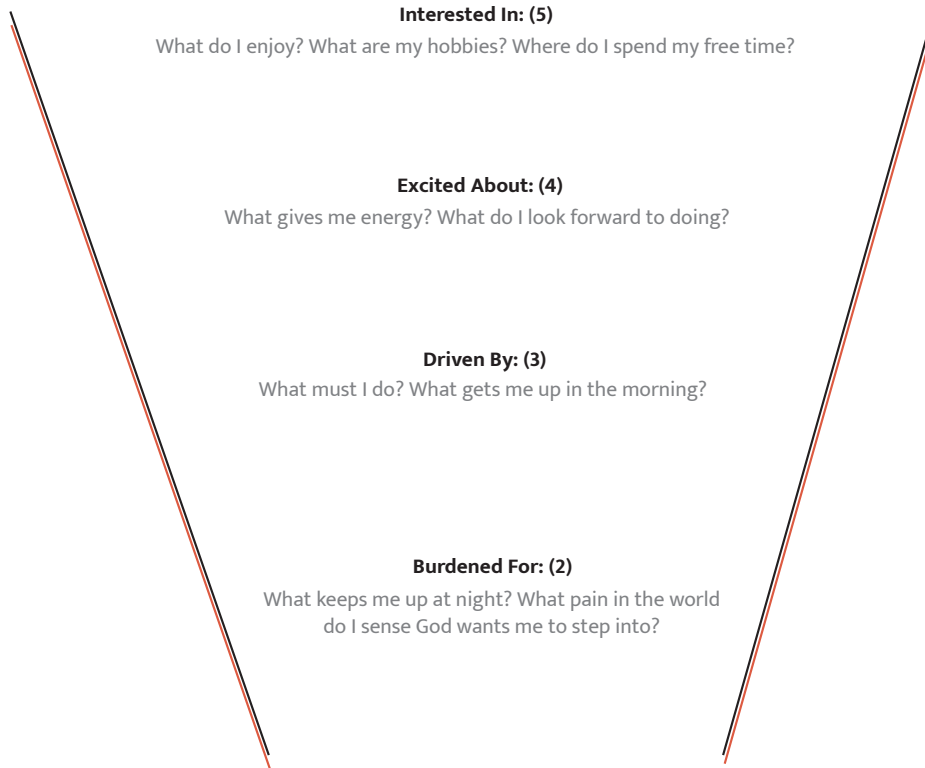 Interested In: (5)
What do I enjoy? What are my hobbies? Where do I spend my free time?
Excited About: (4)
What gives me energy? What do I look forward to doing?
Driven By: (3)
What must I do? What gets me up in the morning?
Burdened For: (2)
What keeps me up at night? What pain in the world
do I sense God wants me to step into?